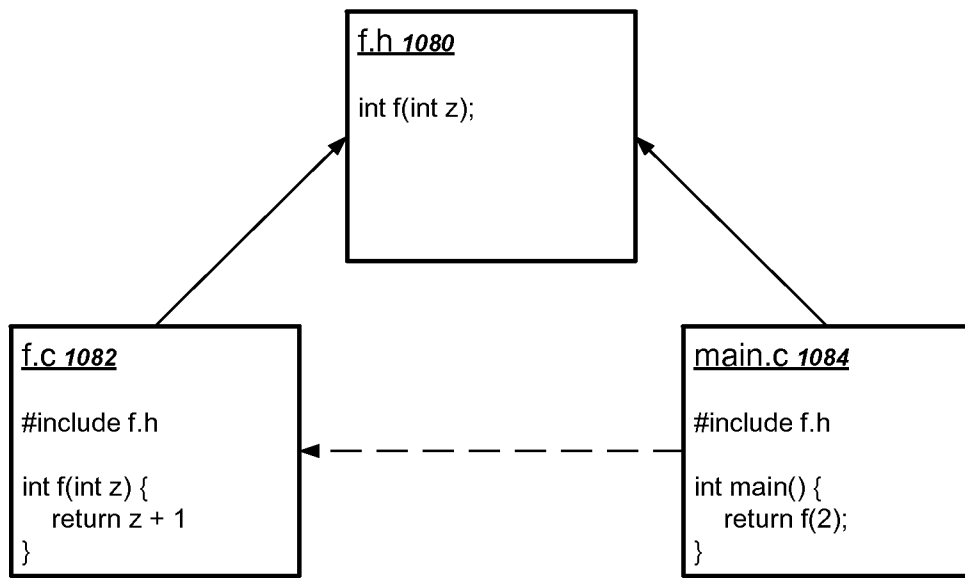 f.h 1080
int f(int z);
f.c 1082
#include f.h
int f(int z) {
return z + 1
}
main.c 1084
#include f.h
int main() {
return f(2);
}